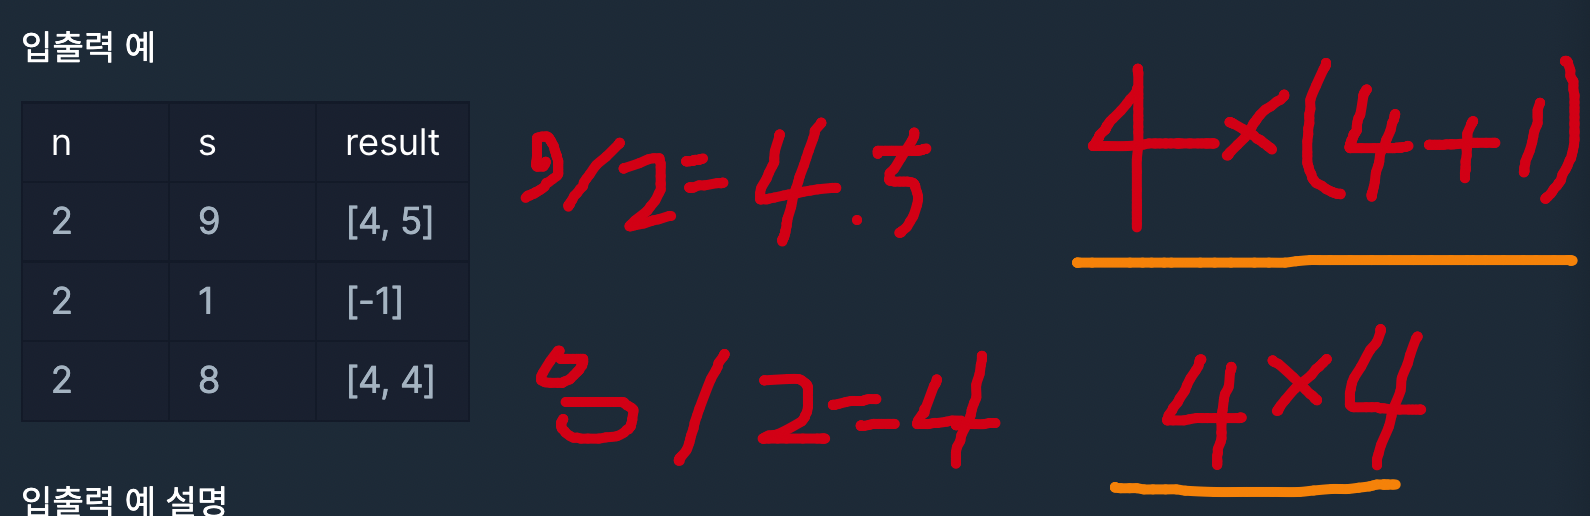 입출력 예
n s result
2 9 [4, 5]
2 1 [-1]
2 8 [4, 4]
입출력 예 설명
9/2=4.5
4×(4+1)
8/2=4
4×4